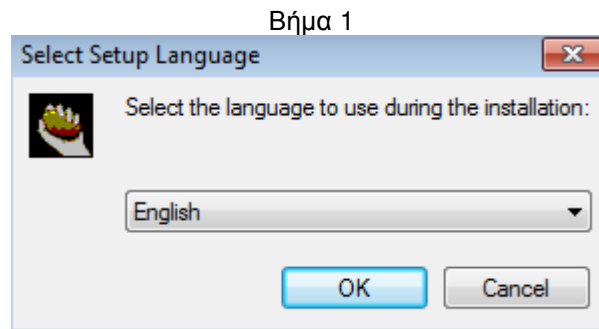 Βήμα 1
Select Setup Language
Select the language to use during the installation:
English
OK
Cancel